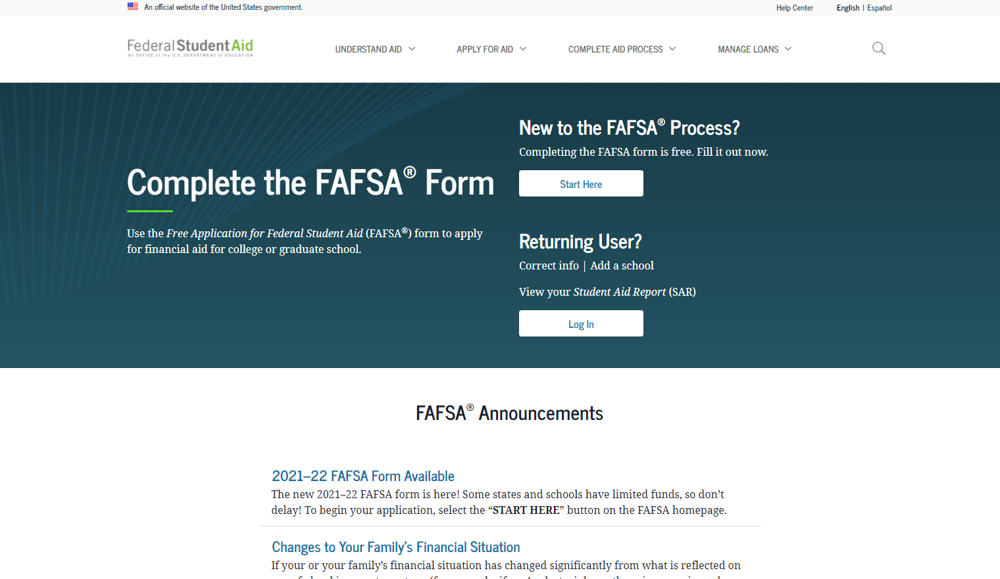 An official website of the United States government.
Help Center English | Español
Federal Student Aid
An OFFICE of the U.S. DEPARTMENT of EDUCATION
UNDERSTAND AID APPLY FOR AID COMPLETE AID PROCESS MANAGE LOANS
New to the FAFSA® Process?
Completing the FAFSA form is free. Fill it out now.
Start Here
Complete the FAFSA® Form
Use the Free Application for Federal Student Aid (FAFSA®) form to apply
for financial aid for college or graduate school.
Returning User?
Correct info | Add a school
View your Student Aid Report (SAR)
Log In
FAFSA® Announcements
2021–22 FAFSA Form Available
The new 2021–22 FAFSA form is here! Some states and schools have limited funds, so don’t
delay! To begin your application, select the “START HERE” button on the FAFSA homepage.
Changes to Your Family’s Financial Situation
If your or your family’s financial situation has changed significantly from what is reflected on